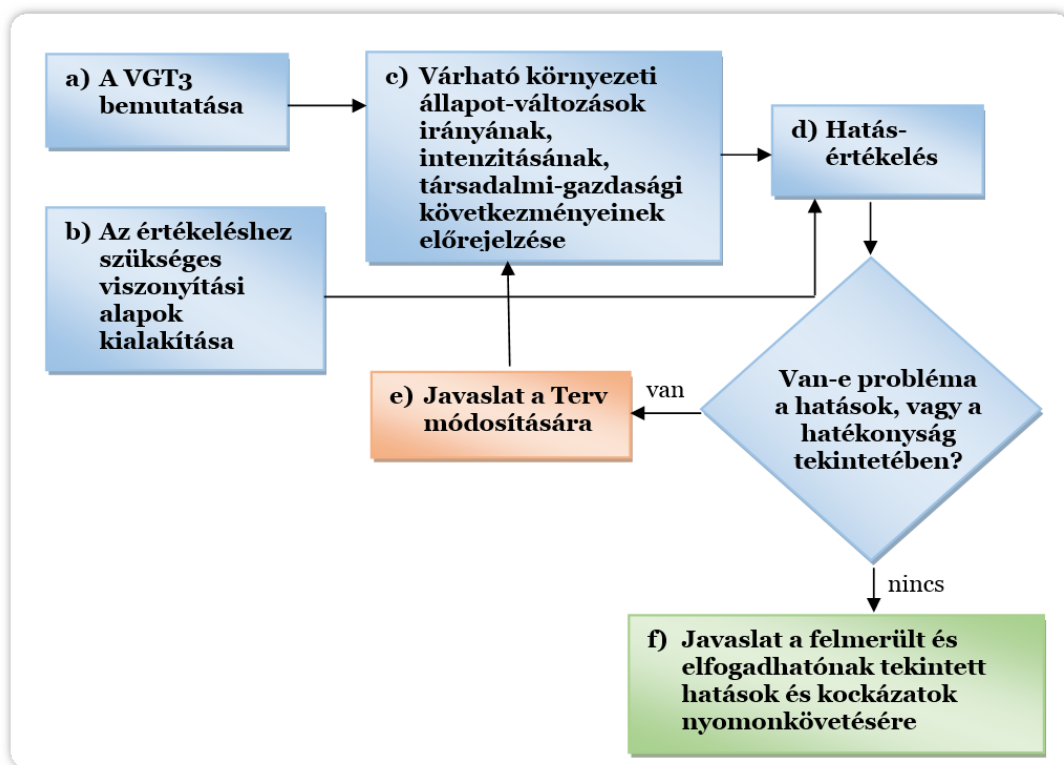 a) A VGT3
bemutatása
b) Az értékeléshez
szükséges
viszonyítási
alapok
kialakítása
c) Várható környezeti
állapot-változások
irányának,
intenzitásának,
társadalmi-gazdasági
következményeinek
előrejelzése
d) Hatás-
értékelés
Van-e probléma
a hatások, vagy a
hatékonyság
tekintetében?
van
e) Javaslat a Terv
módosítására
nincs
f) Javaslat a felmerült és
elfogadhatónak tekintett
hatások és kockázatok
nyomonkövetésére